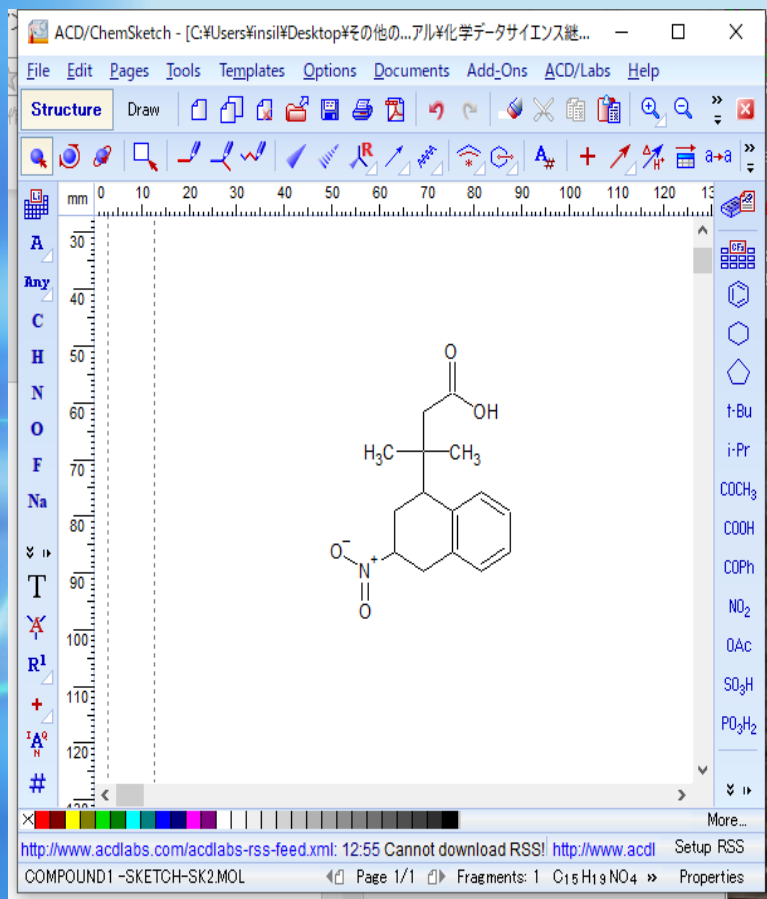 ACD/ChemSketch - [C:¥Users¥insil¥Desktop¥その他の...アル¥化学データサイエンス継...
File Edit Pages Tools Templates Options Documents Add-Ons ACD/Labs Help
Structure Draw
mm 0 10 20 30 40 50 60 70 80 90 100 110 120 13
30
40
50
60
70
80
90
100
110
120
A
Any
C
H
N
O
F
Na
T
R¹
#
O
OH
H₃C CH₃
O⁻
N⁺
O
t-Bu
i-Pr
COCH₃
COOH
COPh
NO₂
OAc
SO₃H
PO₃H₂
More...
http://www.acdlabs.com/acdlabs-rss-feed.xml: 12:55 Cannot download RSS! http://www.acdl Setup RSS
COMPOUND1-SKETCH-SK2.MOL Page 1/1 Fragments: 1 C₁₅H₁₉NO₄ » Properties